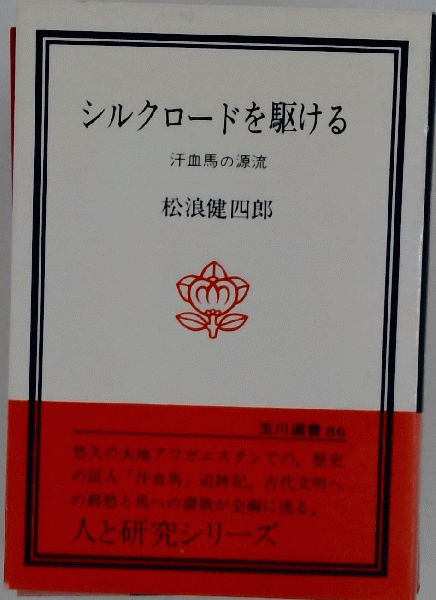 シルクロードを駆ける
汗血馬の源流
松浪健四郎
玉川選書 86
悠久の大地アフガニスタンでの，歴史
の証人「汗血馬」追跡記。古代文明へ
の郷愁と馬への讃歌が全編に流る。
人と研究シリーズ